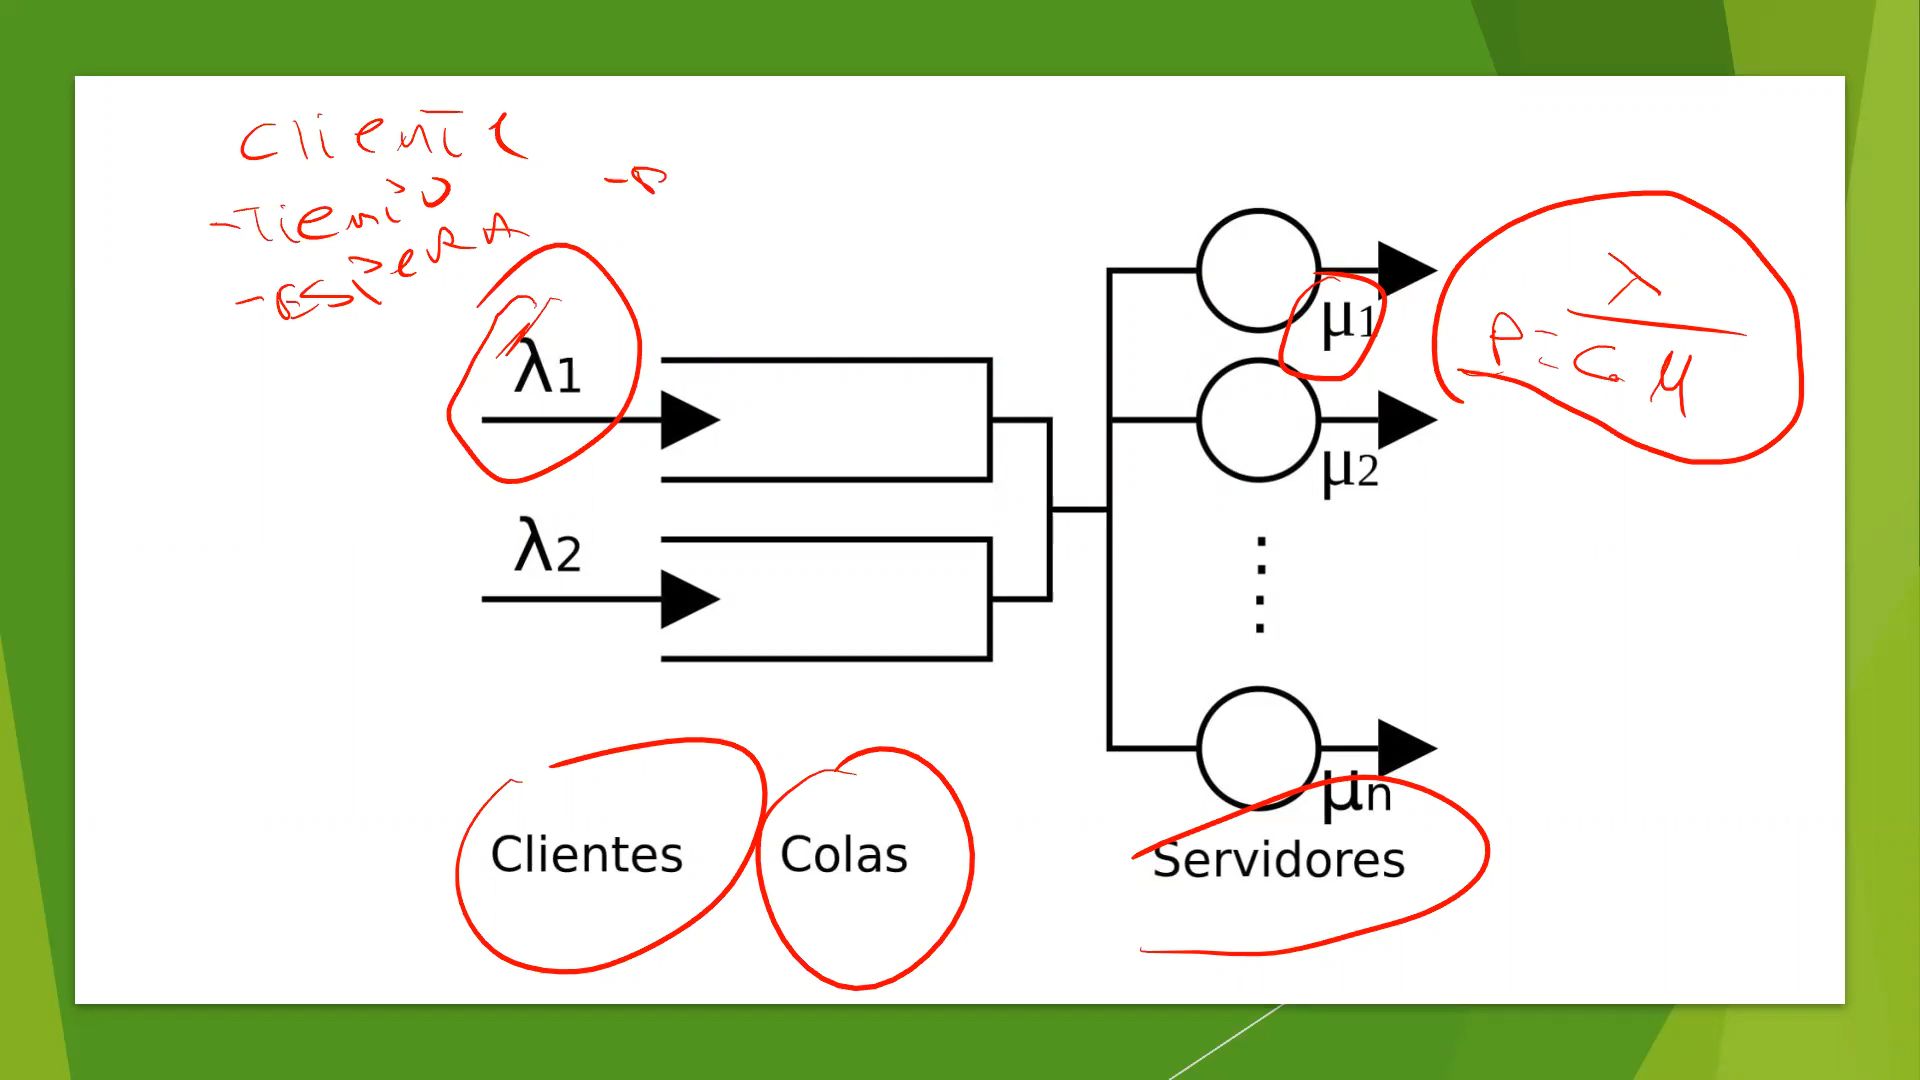 Cliente
-Tiempo
-espera
λ1
μ1
λ
P = C. μ
μ2
λ2
μn
Clientes Colas Servidores